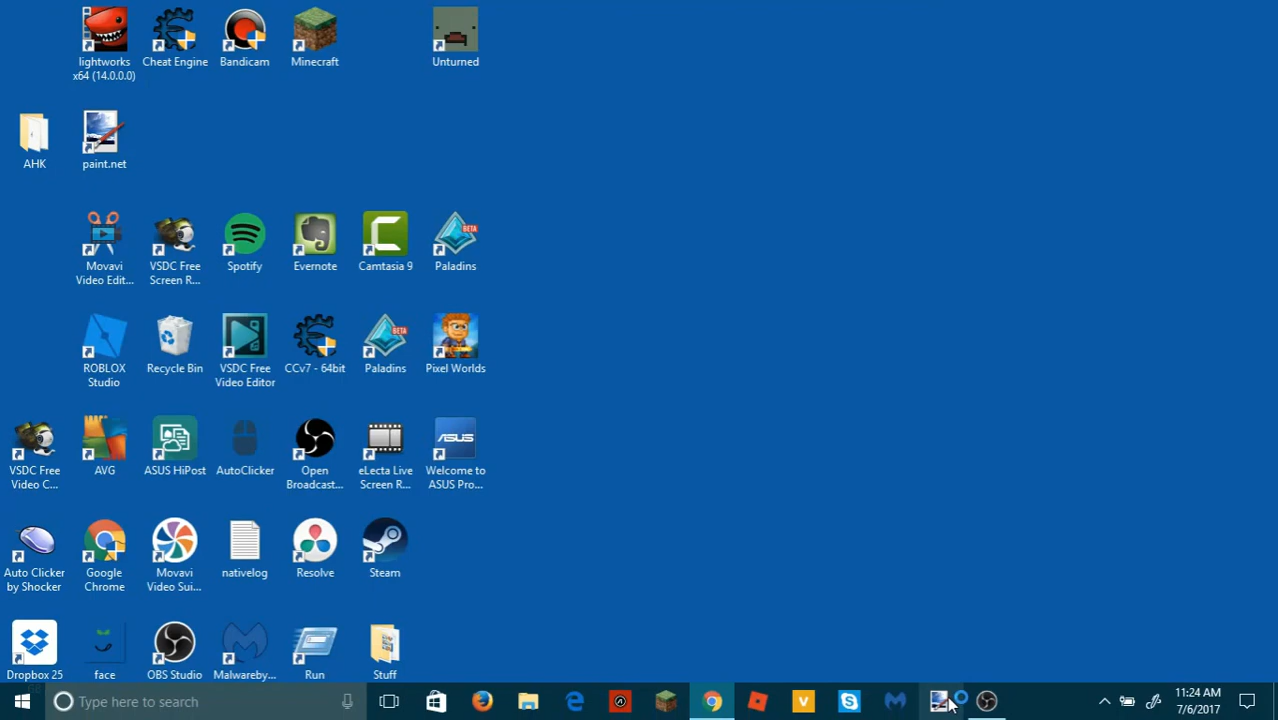 lightworks
x64 (14.0.0.0)
Cheat Engine
Bandicam
Minecraft
Unturned
AHK
paint.net
Movavi
Video Edit...
VSDC Free
Screen R...
Spotify
Evernote
Camtasia 9
BETA
Paladins
ROBLOX
Studio
Recycle Bin
VSDC Free
Video Editor
CCv7 - 64bit
BETA
Paladins
Pixel Worlds
VSDC Free
Video C...
AVG
ASUS HiPost
AutoClicker
Open
Broadcast...
eLecta Live
Screen R...
ASUS
Welcome to
ASUS Pro...
Auto Clicker
by Shocker
Google
Chrome
Movavi
Video Sui...
nativelog
Resolve
Steam
Dropbox 25
face
OBS Studio
Malwareby...
Run
Stuff
Type here to search
11:24 AM
7/6/2017